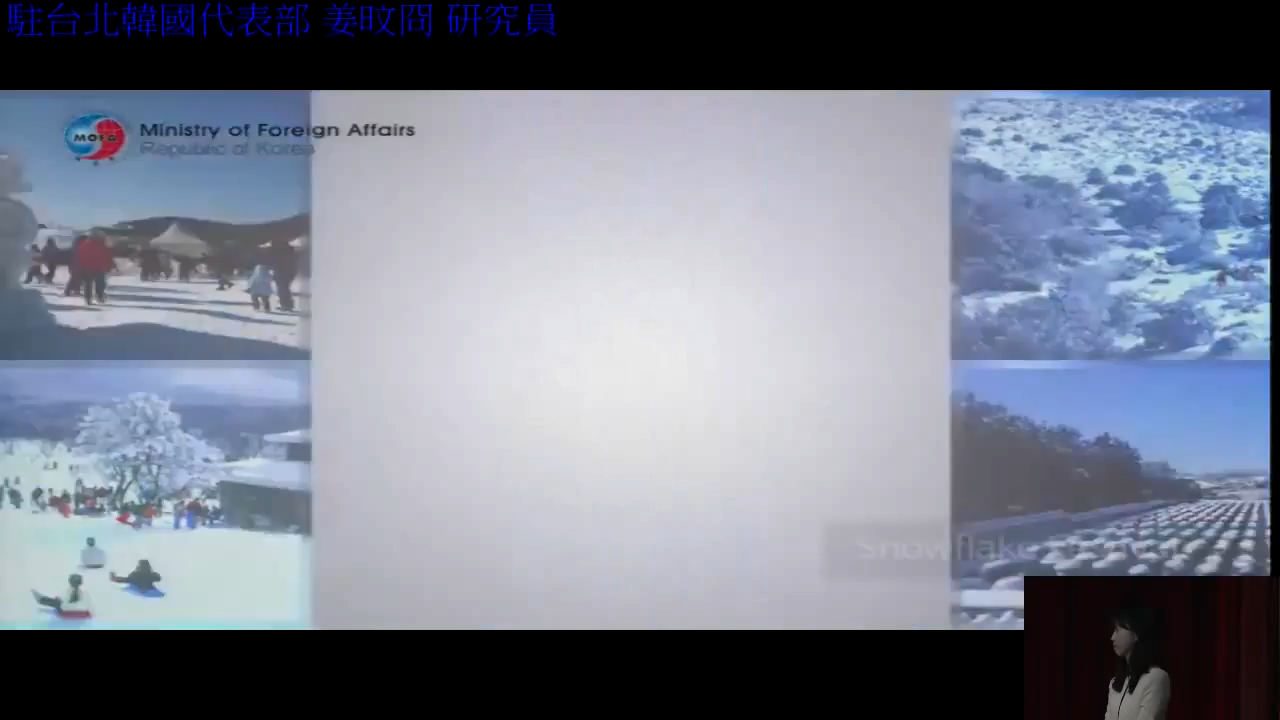 駐台北韓國代表部 姜旼冏 研究員
MOFA
Ministry of Foreign Affairs
Republic of Korea
Snowflake